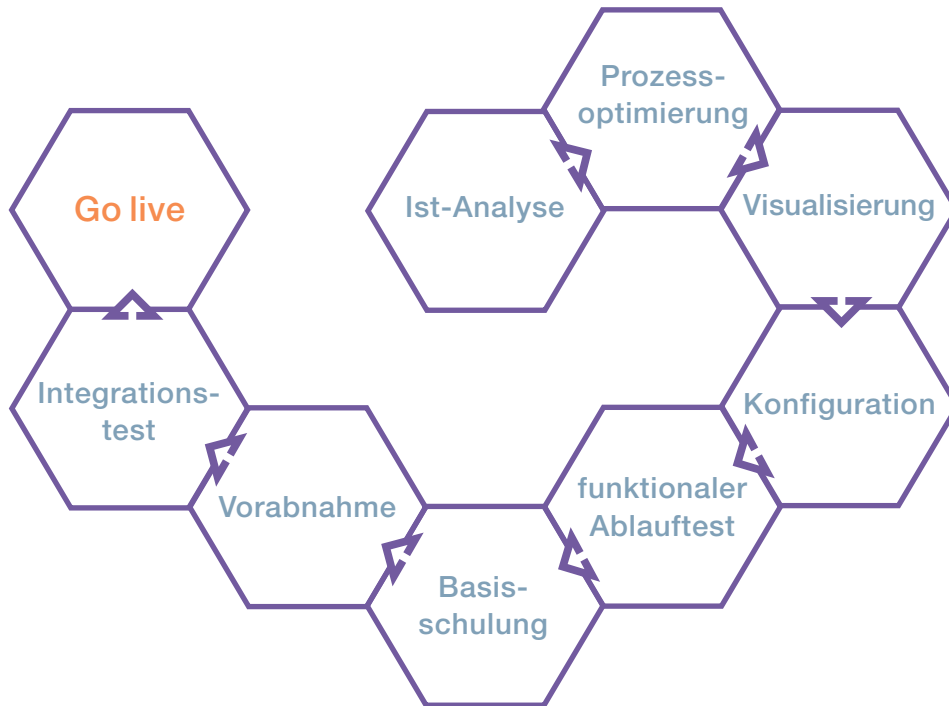 Prozess-
optimierung
Go live
Ist-Analyse
Visualisierung
Integrations-
test
Konfiguration
Vorabnahme
funktionaler
Ablauftest
Basis-
schulung